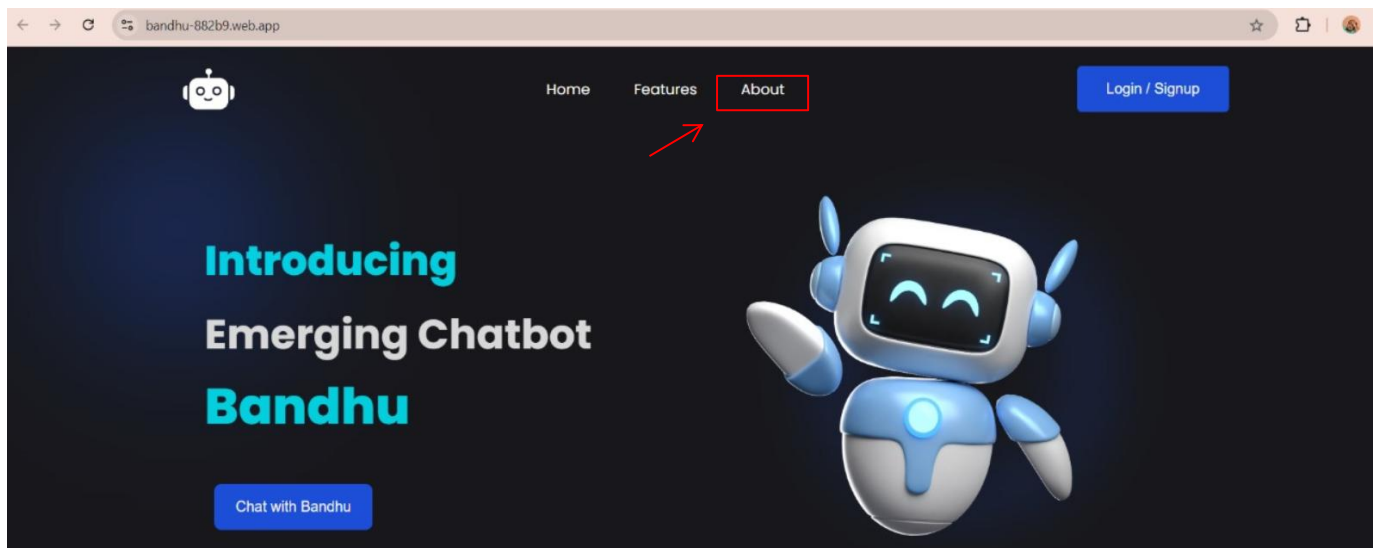 bandhu-882b9.web.app
Home Features About Login / Signup
Introducing
Emerging Chatbot
Bandhu
Chat with Bandhu